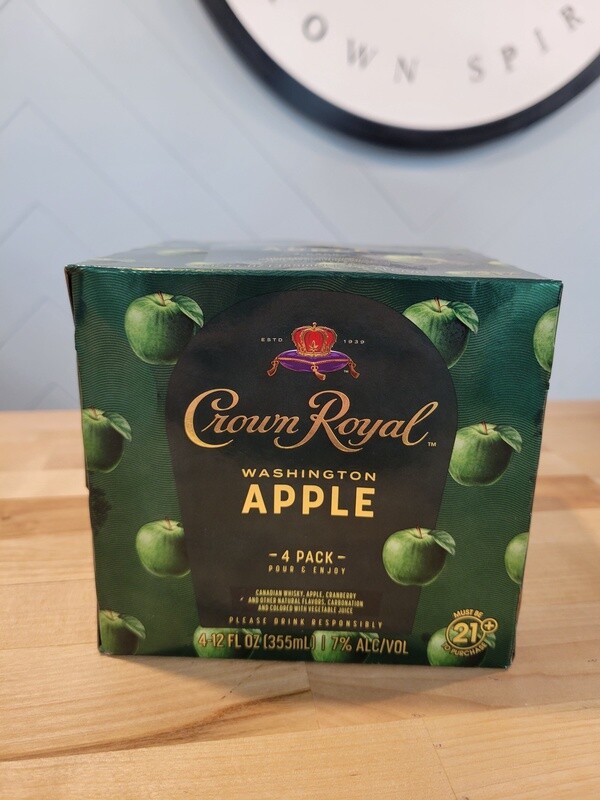 OWN SPIR
ESTD 1939
Crown Royal™
WASHINGTON
APPLE
- 4 PACK -
POUR & ENJOY
CANADIAN WHISKY, APPLE, CRANBERRY
AND OTHER NATURAL FLAVORS, CARBONATION
AND COLORED WITH VEGETABLE JUICE
PLEASE DRINK RESPONSIBLY
4-12 FL OZ (355mL) | 7% ALC/VOL
MUST BE
21+
TO PURCHASE